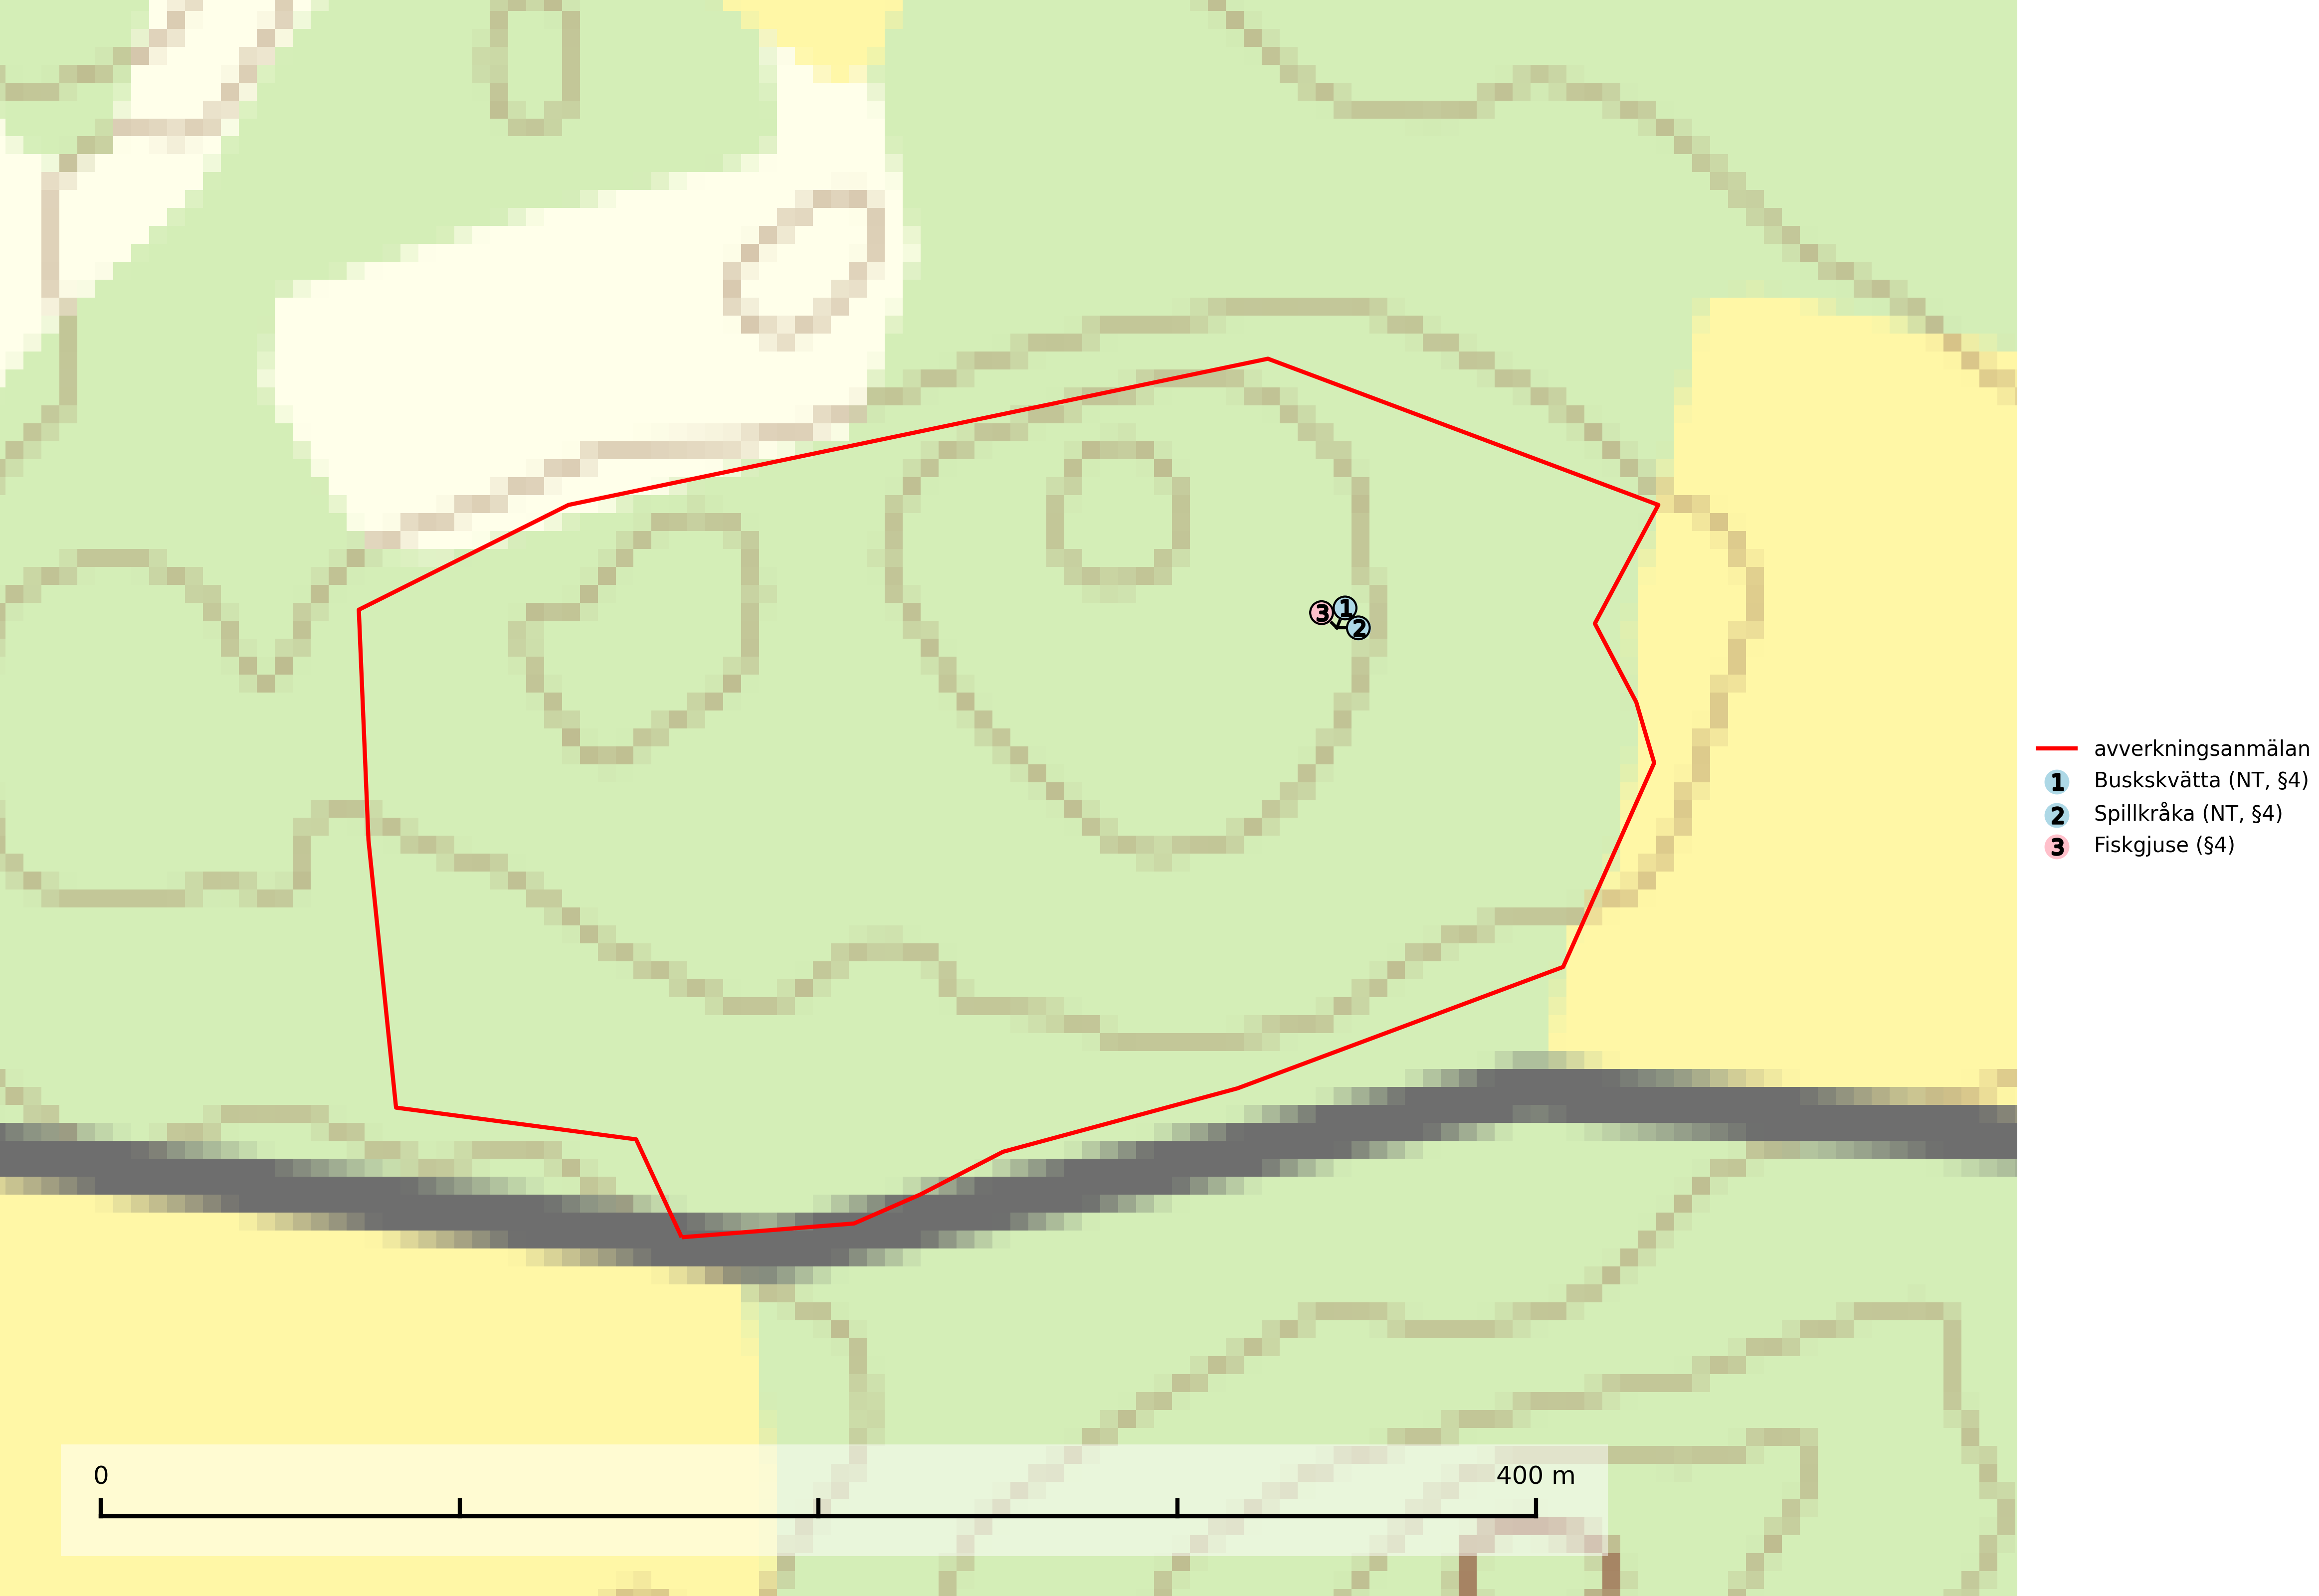 3 1
2
avverkningsanmälan
1 Buskskvätta (NT, §4)
2 Spillkråka (NT, §4)
3 Fiskgjuse (§4)
0 400 m